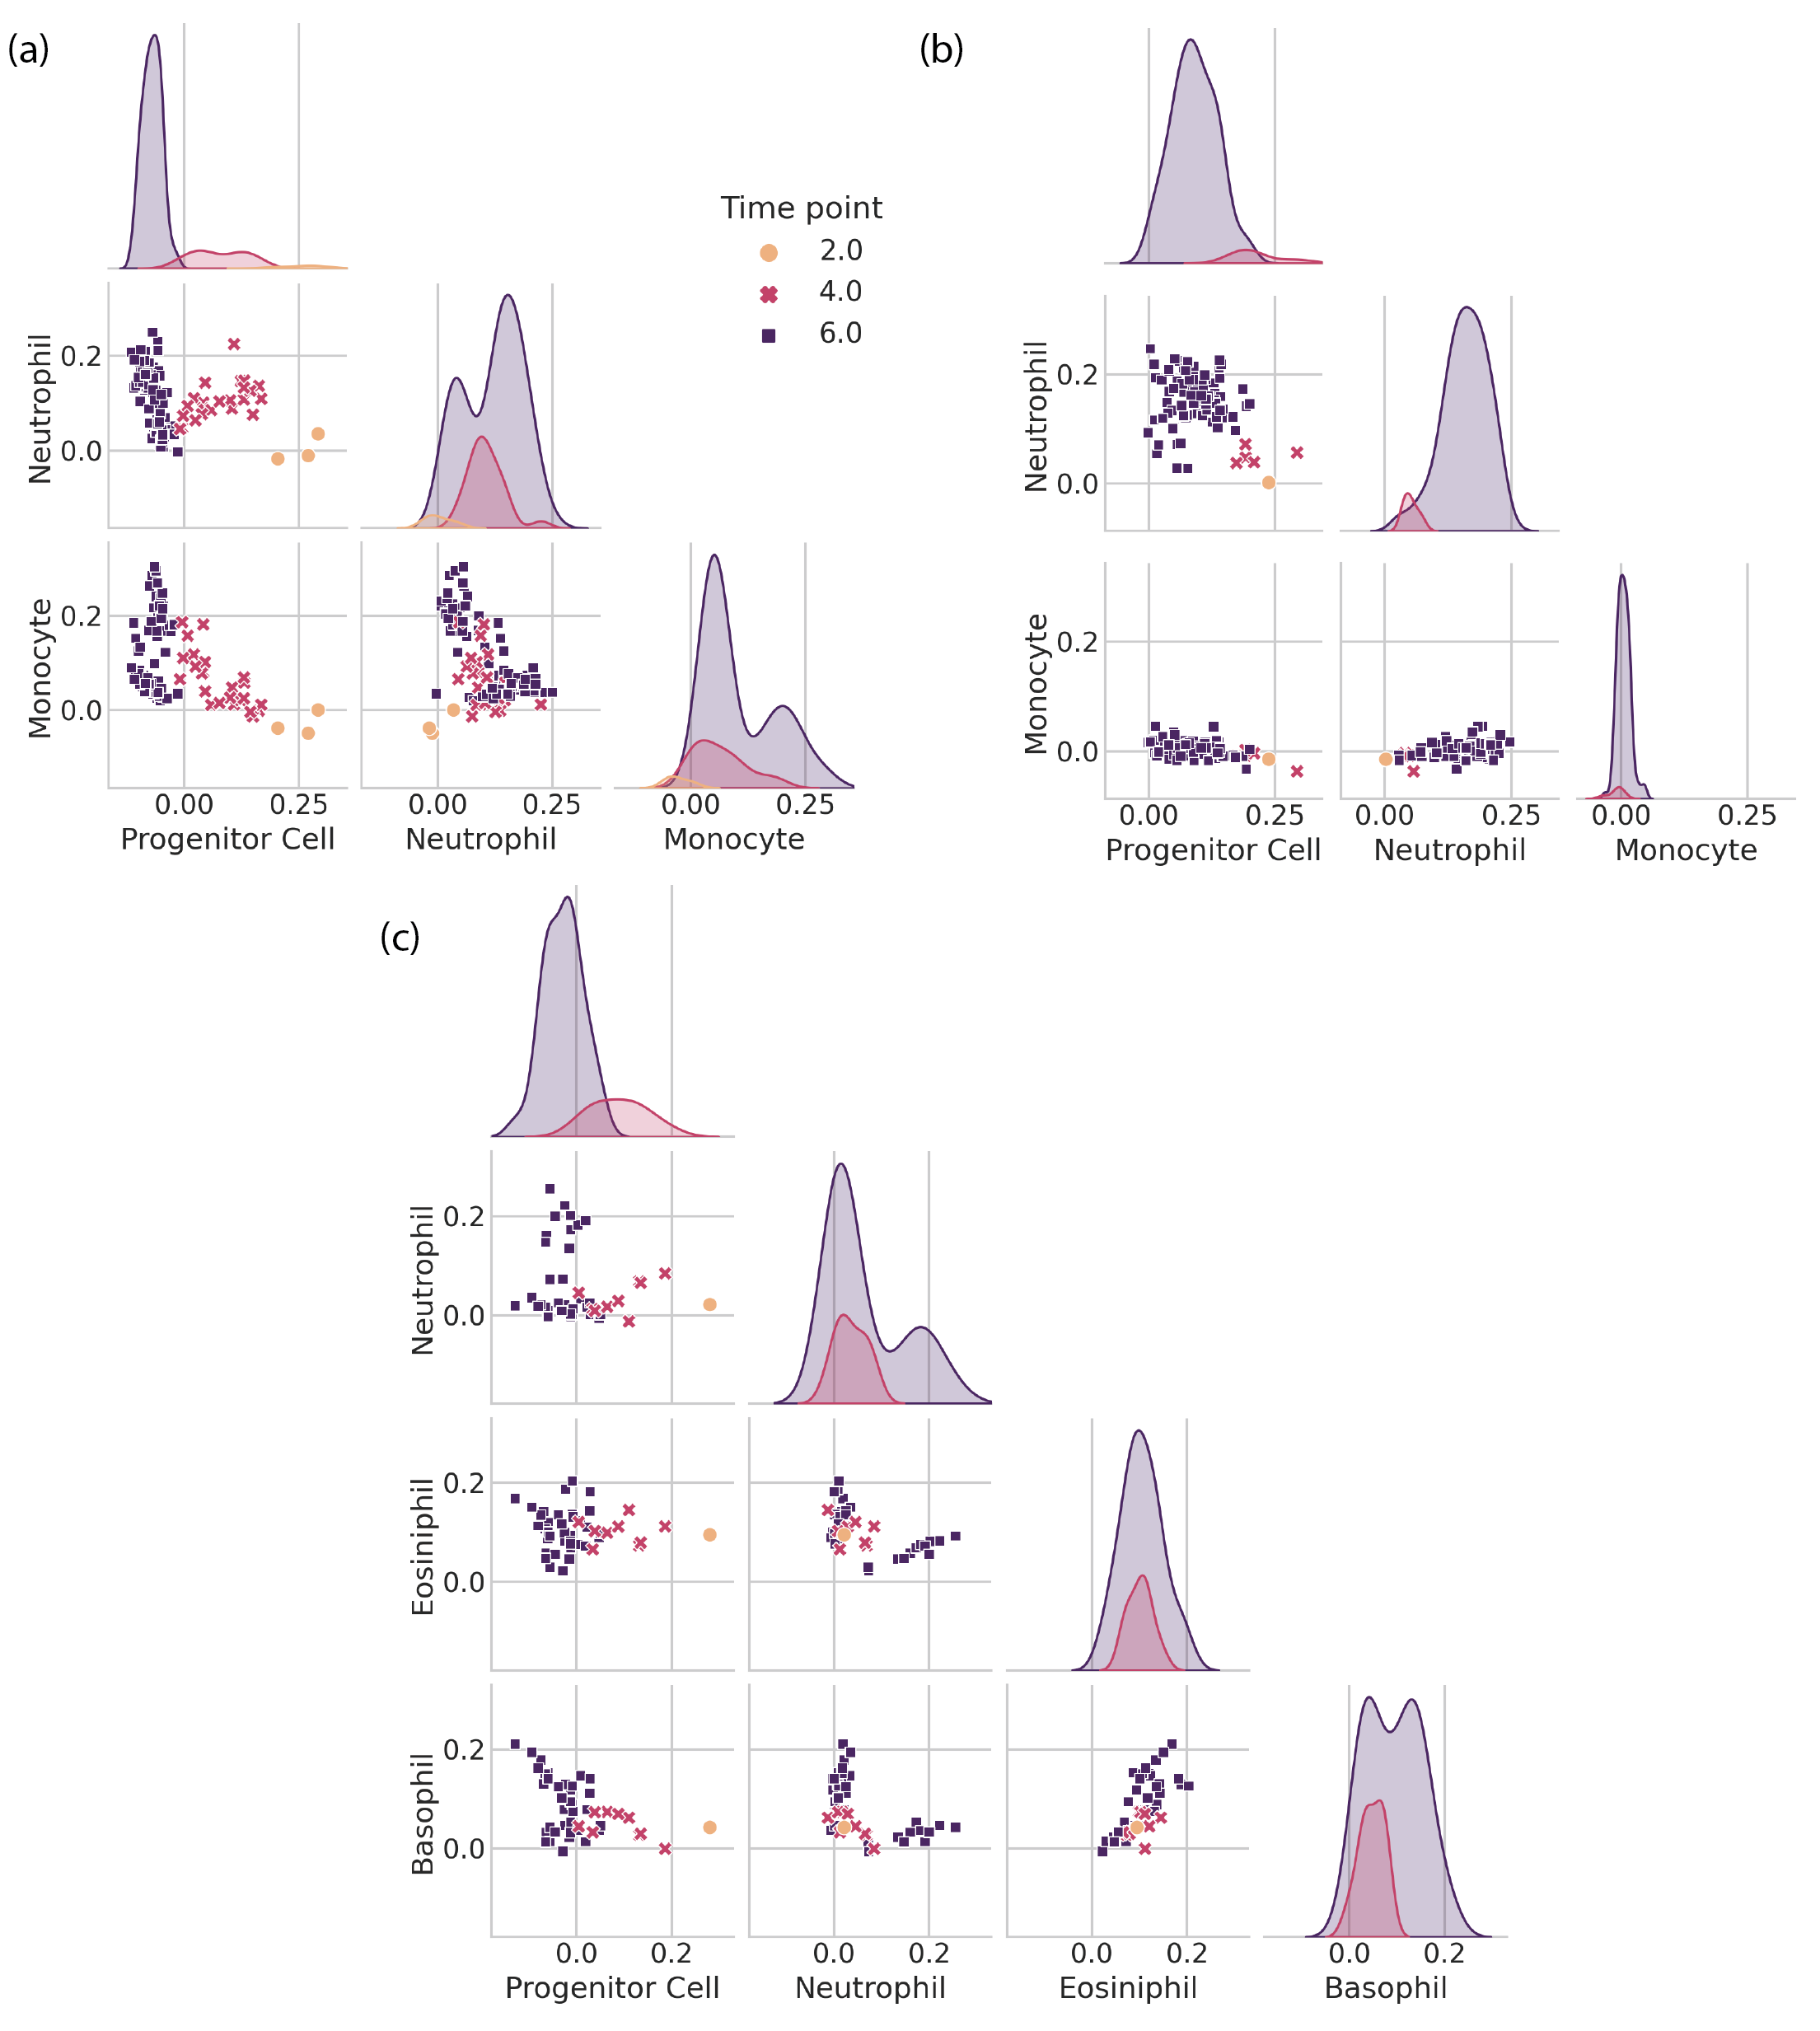 (a)
(b)
Time point
2.0
4.0
6.0
Neutrophil
0.2
0.0
Neutrophil
0.2
0.0
Monocyte
0.2
0.0
Monocyte
0.2
0.0
0.00 0.25 0.00 0.25 0.00 0.25
Progenitor Cell Neutrophil Monocyte
0.00 0.25 0.00 0.25 0.00 0.25
Progenitor Cell Neutrophil Monocyte
(c)
Neutrophil
0.2
0.0
Eosiniphil
0.2
0.0
Basophil
0.2
0.0
0.0 0.2 0.0 0.2 0.0 0.2 0.0 0.2
Progenitor Cell Neutrophil Eosiniphil Basophil